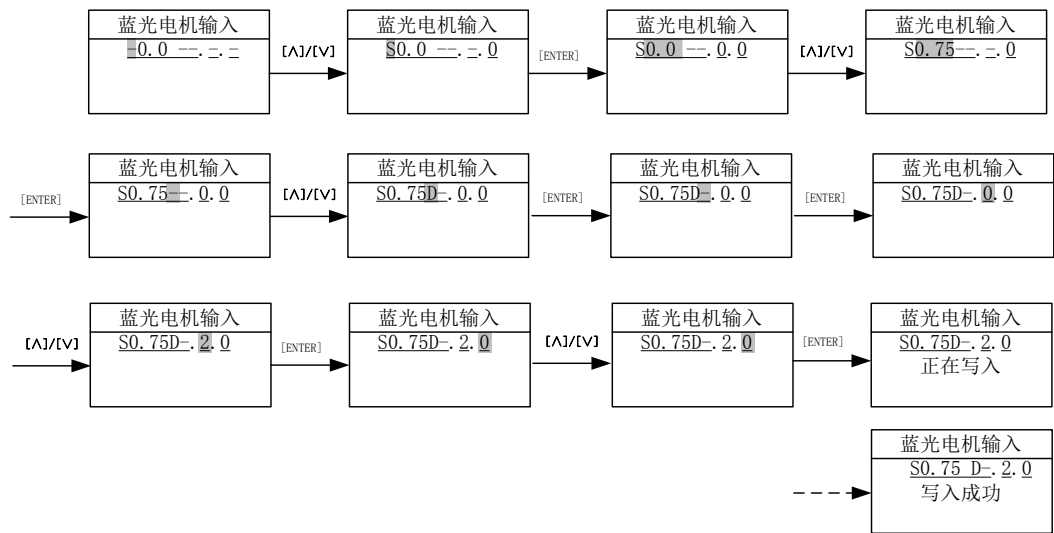 蓝光电机输入
-0.0 --.-.-
[∧]/[∨]
蓝光电机输入
S0.0 --.-.0
[ENTER]
蓝光电机输入
S0.0 --.0.0
[∧]/[∨]
蓝光电机输入
S0.75--.-.0
[ENTER]
蓝光电机输入
S0.75--.0.0
[∧]/[∨]
蓝光电机输入
S0.75D-.0.0
[ENTER]
蓝光电机输入
S0.75D-.0.0
[ENTER]
蓝光电机输入
S0.75D-.0.0
[∧]/[∨]
蓝光电机输入
S0.75D-.2.0
[ENTER]
蓝光电机输入
S0.75D-.2.0
[∧]/[∨]
蓝光电机输入
S0.75D-.2.0
[ENTER]
蓝光电机输入
S0.75D-.2.0
正在写入
蓝光电机输入
S0.75 D-.2.0
写入成功